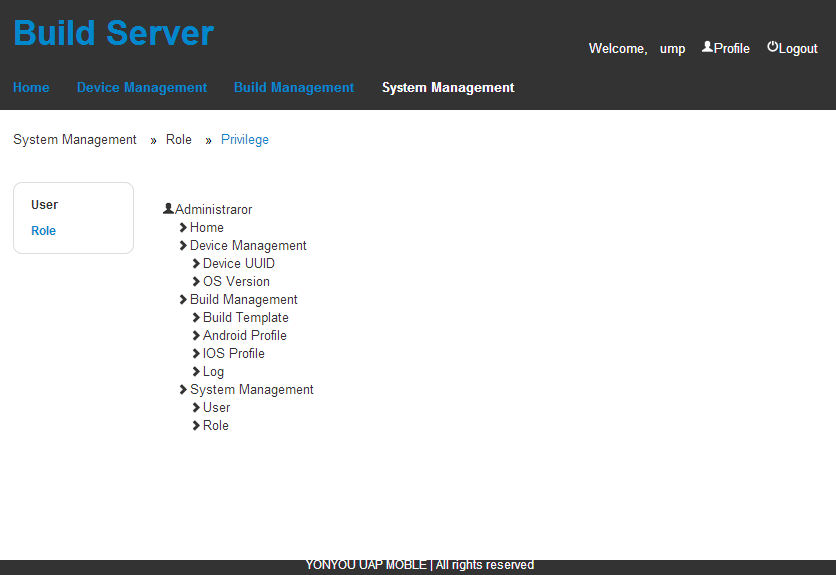 Build Server
Welcome, ump Profile Logout
Home Device Management Build Management System Management
System Management » Role » Privilege
User
Role
Administraror
Home
Device Management
Device UUID
OS Version
Build Management
Build Template
Android Profile
IOS Profile
Log
System Management
User
Role
YONYOU UAP MOBLE | All rights reserved